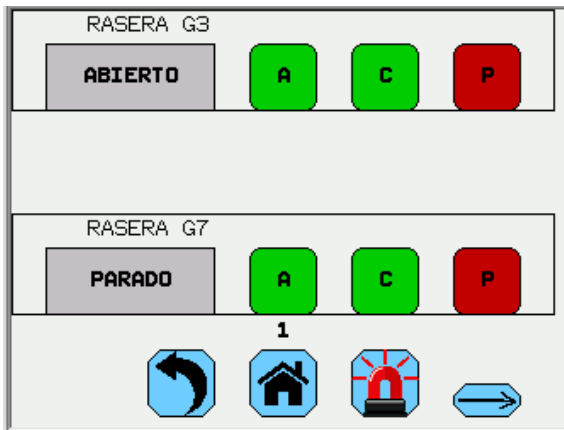 RASERA G3
ABIERTO A C P
RASERA G7
PARADO A C P
1